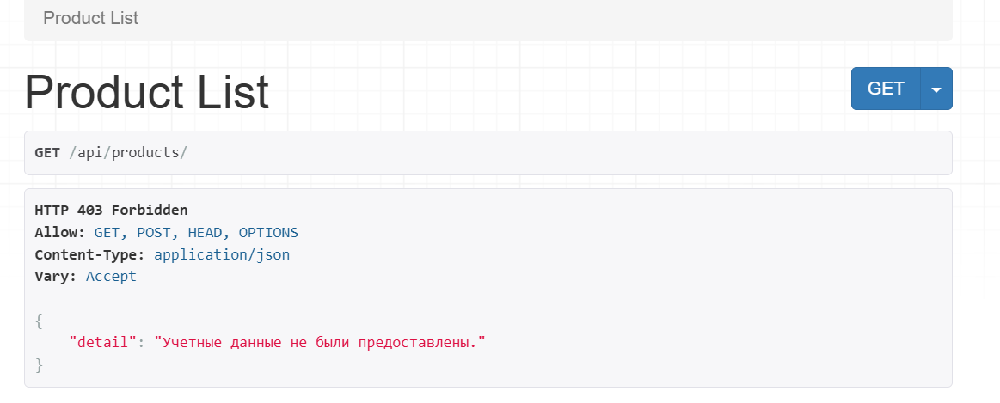 Product List
Product List
GET
GET /api/products/
HTTP 403 Forbidden
Allow: GET, POST, HEAD, OPTIONS
Content-Type: application/json
Vary: Accept
{
"detail": "Учетные данные не были предоставлены."
}